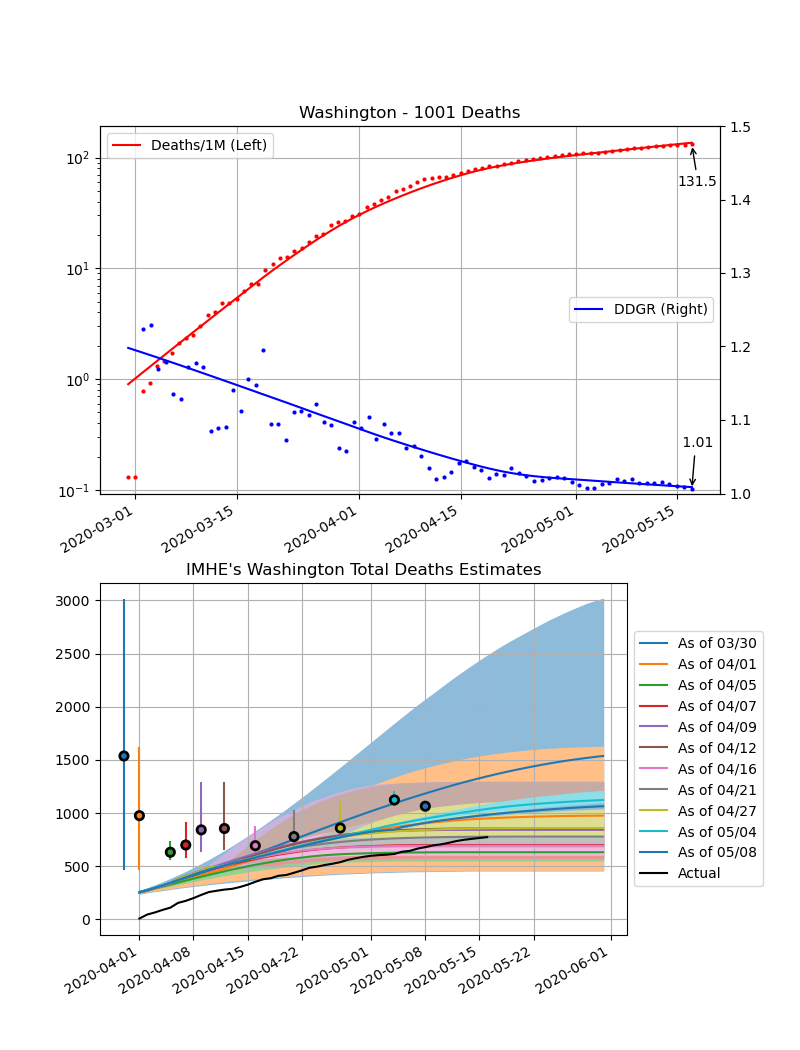 Washington - 1001 Deaths
Deaths/1M (Left)
DDGR (Right)
131.5
1.01
10²
10¹
10⁰
10⁻¹
1.5
1.4
1.3
1.2
1.1
1.0
2020-03-01
2020-03-15
2020-04-01
2020-04-15
2020-05-01
2020-05-15
IMHE's Washington Total Deaths Estimates
3000
2500
2000
1500
1000
500
0
2020-04-01
2020-04-08
2020-04-15
2020-04-22
2020-05-01
2020-05-08
2020-05-15
2020-05-22
2020-06-01
As of 03/30
As of 04/01
As of 04/05
As of 04/07
As of 04/09
As of 04/12
As of 04/16
As of 04/21
As of 04/27
As of 05/04
As of 05/08
Actual